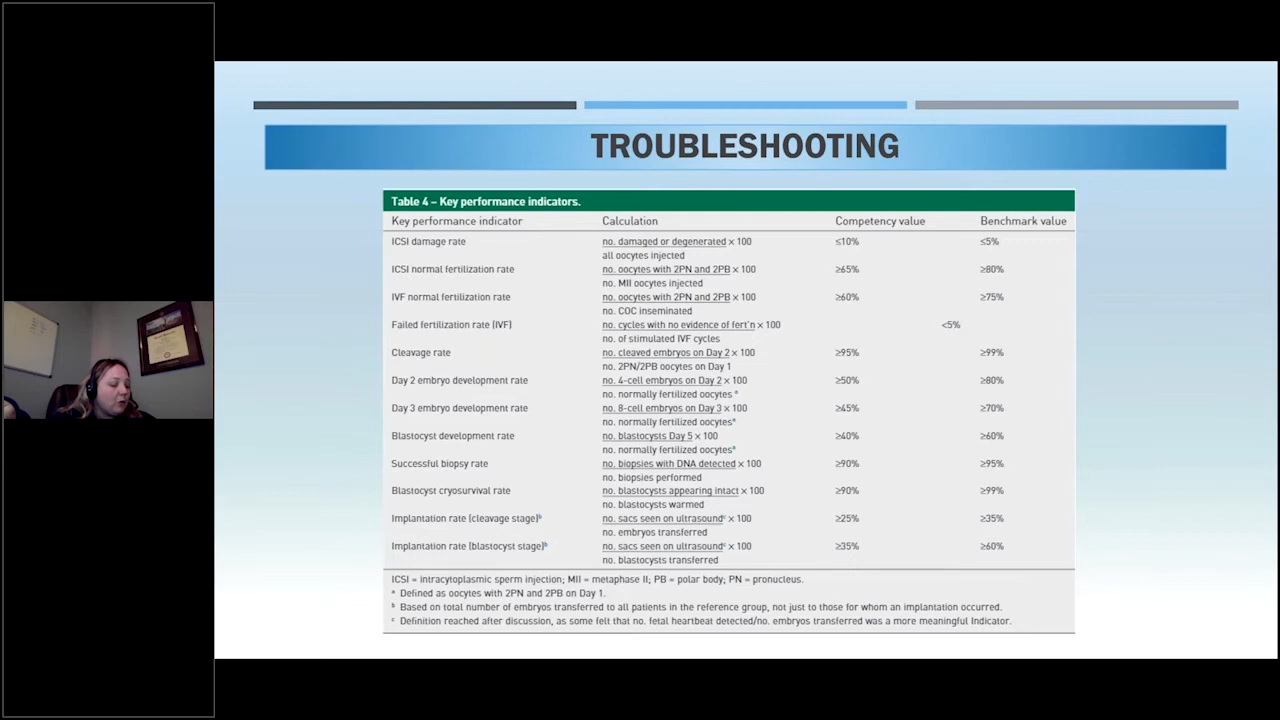 TROUBLESHOOTING
Table 4 – Key performance indicators.
Key performance indicator Calculation Competency value Benchmark value
ICSI damage rate no. damaged or degenerated × 100 ≤10% ≤5%
all oocytes injected
ICSI normal fertilization rate no. oocytes with 2PN and 2PB × 100 ≥65% ≥80%
no. MII oocytes injected
IVF normal fertilization rate no. oocytes with 2PN and 2PB × 100 ≥60% ≥75%
no. COC inseminated
Failed fertilization rate (IVF) no. cycles with no evidence of fert'n × 100 <5%
no. of stimulated IVF cycles
Cleavage rate no. cleaved embryos on Day 2 × 100 ≥95% ≥99%
no. 2PN/2PB oocytes on Day 1
Day 2 embryo development rate no. 4-cell embryos on Day 2 × 100 ≥50% ≥80%
no. normally fertilized oocytes a
Day 3 embryo development rate no. 8-cell embryos on Day 3 × 100 ≥45% ≥70%
no. normally fertilized oocytesa
Blastocyst development rate no. blastocysts Day 5 × 100 ≥40% ≥60%
no. normally fertilized oocytesa
Successful biopsy rate no. biopsies with DNA detected × 100 ≥90% ≥95%
no. biopsies performed
Blastocyst cryosurvival rate no. blastocysts appearing intact × 100 ≥90% ≥99%
no. blastocysts warmed
Implantation rate (cleavage stage)b no. sacs seen on ultrasoundc × 100 ≥25% ≥35%
no. embryos transferred
Implantation rate (blastocyst stage)b no. sacs seen on ultrasoundc × 100 ≥35% ≥60%
no. blastocysts transferred
ICSI = intracytoplasmic sperm injection; MII = metaphase II; PB = polar body; PN = pronucleus.
a Defined as oocytes with 2PN and 2PB on Day 1.
b Based on total number of embryos transferred to all patients in the reference group, not just to those for whom an implantation occurred.
c Definition reached after discussion, as some felt that no. fetal heartbeat detected/no. embryos transferred was a more meaningful Indicator.